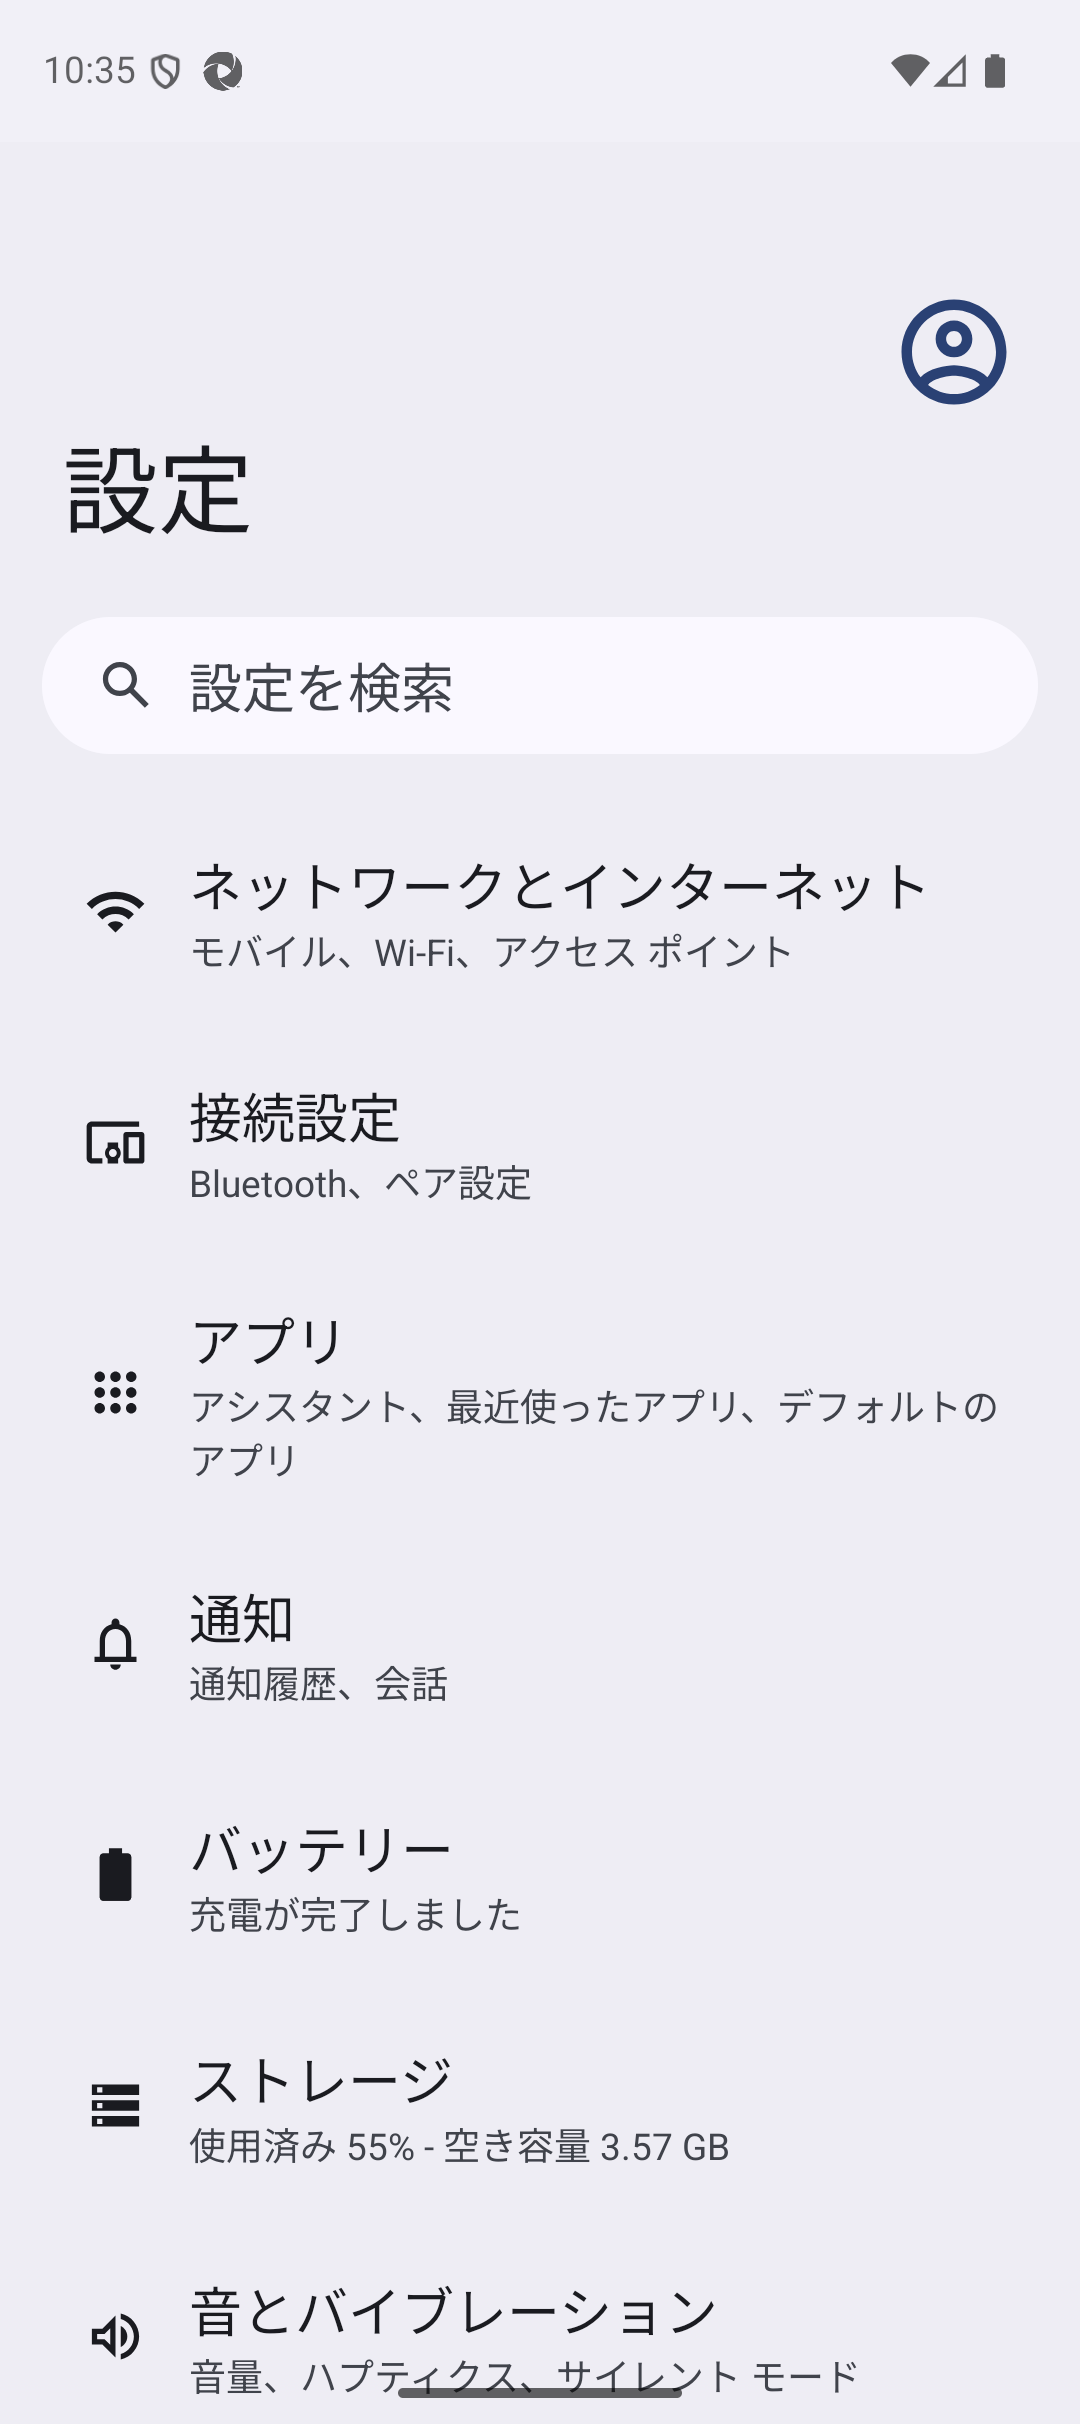 10:35
設定
設定を検索
ネットワークとインターネット
モバイル、Wi-Fi、アクセス ポイント
接続設定
Bluetooth、ペア設定
アプリ
アシスタント、最近使ったアプリ、デフォルトの
アプリ
通知
通知履歴、会話
バッテリー
充電が完了しました
ストレージ
使用済み 55% - 空き容量 3.57 GB
音とバイブレーション
音量、ハプティクス、サイレント モード